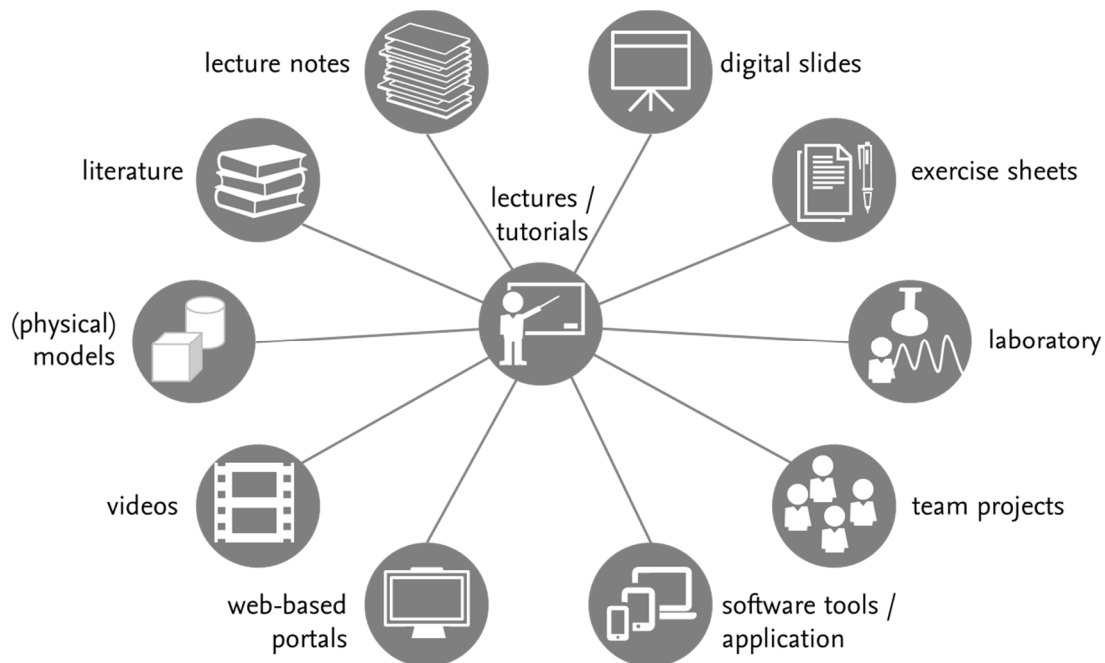 lecture notes
digital slides
literature
exercise sheets
lectures /
tutorials
(physical)
models
laboratory
videos
team projects
web-based
portals
software tools /
application